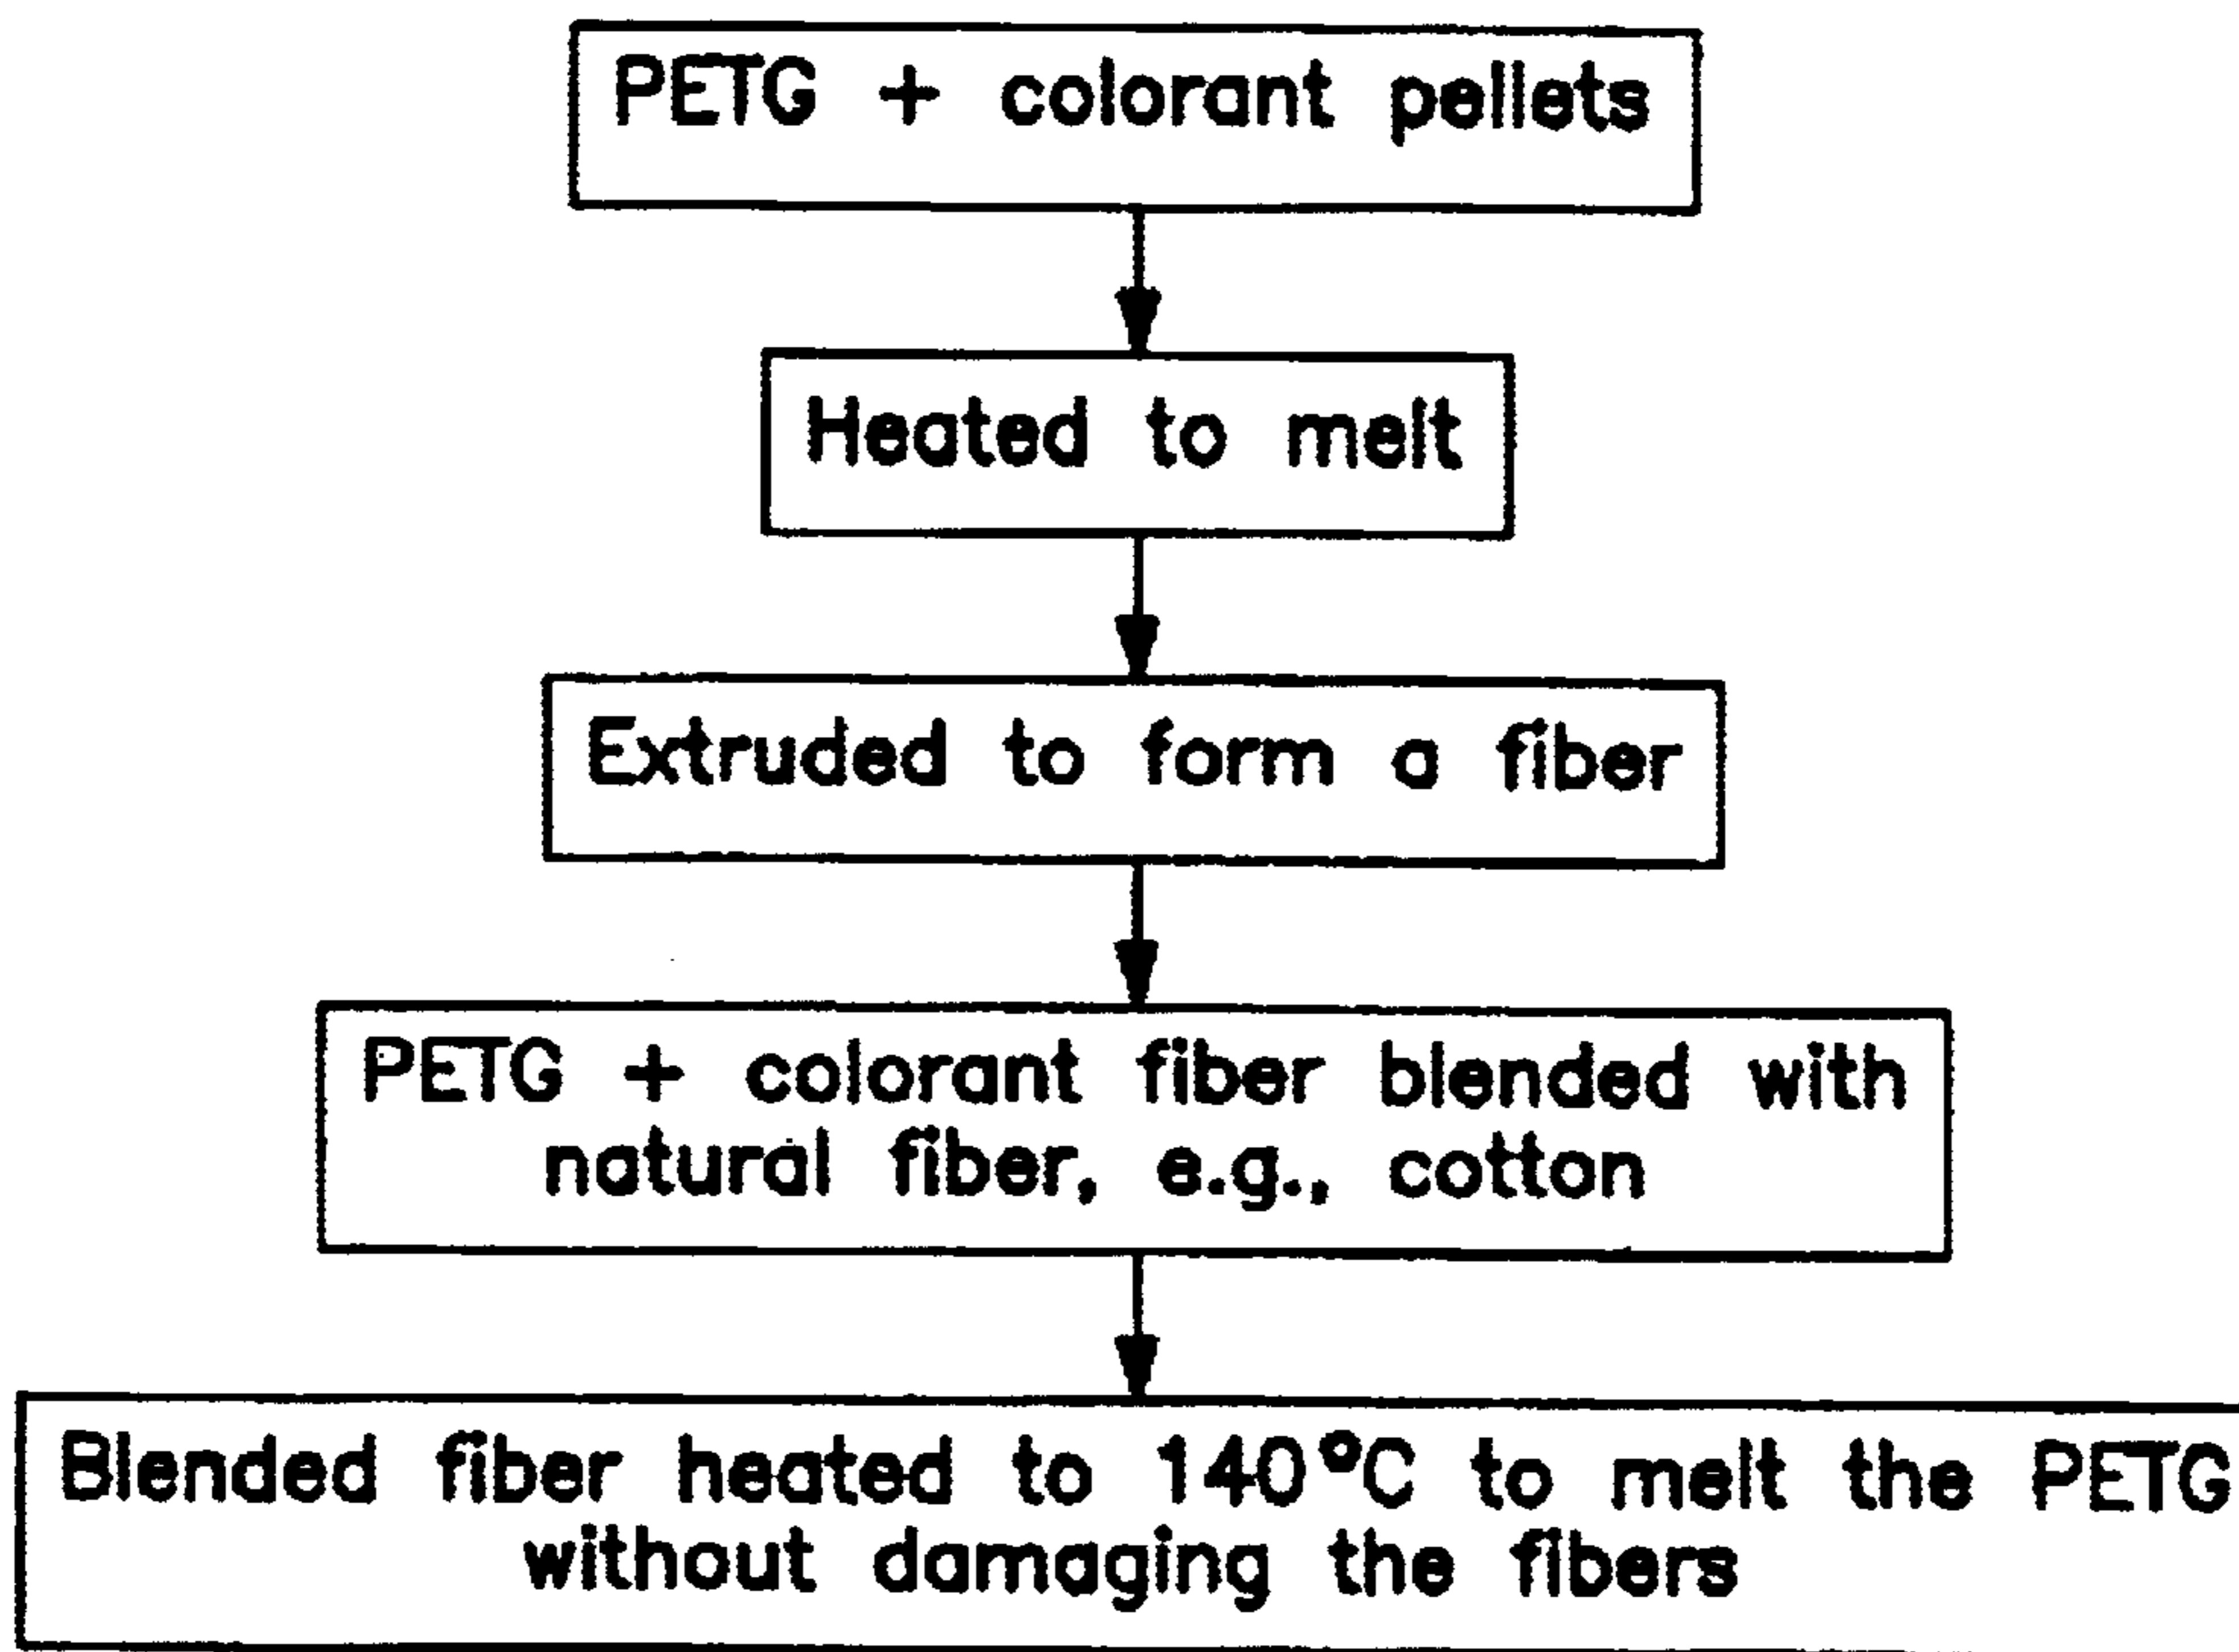 PETG + colorant pellets
Heated to melt
Extruded to form a fiber
PETG + colorant fiber blended with
natural fiber, e.g., cotton
Blended fiber heated to 140°C to melt the PETG
without damaging the fibers